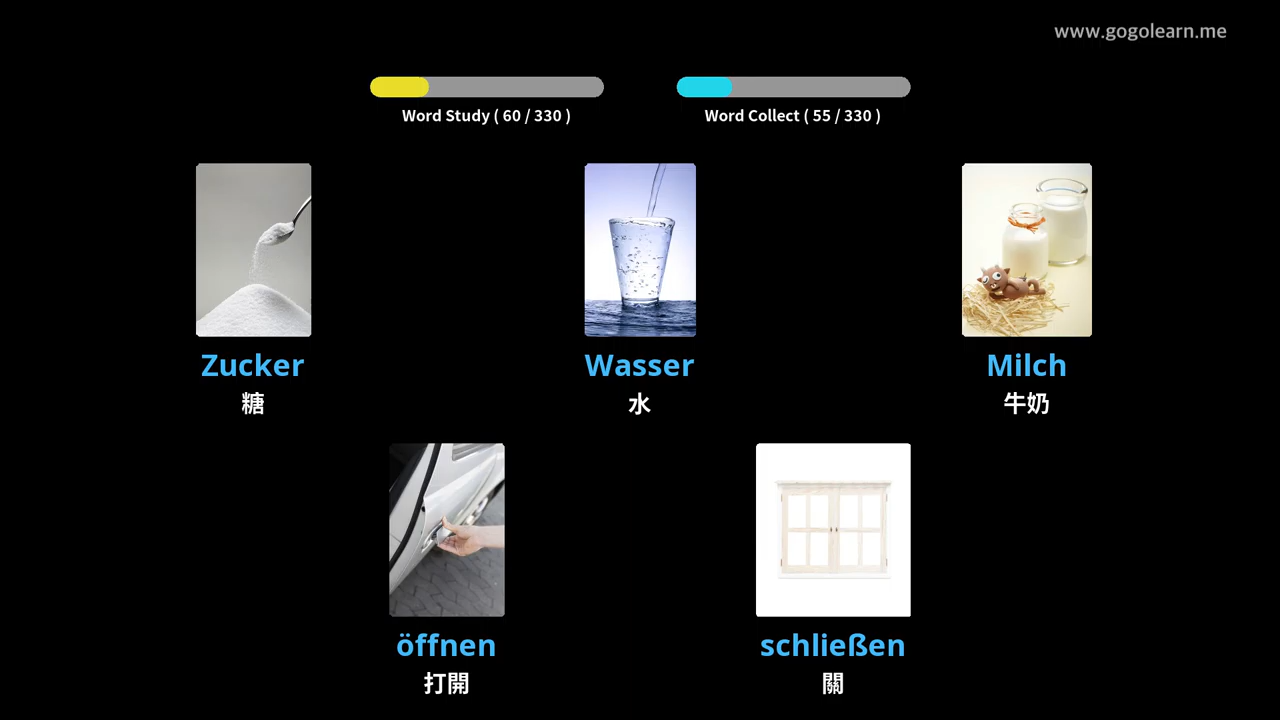 www.gogolearn.me
Word Study ( 60 / 330 )
Word Collect ( 55 / 330 )
Zucker
糖
Wasser
水
Milch
牛奶
öffnen
打開
schließen
關